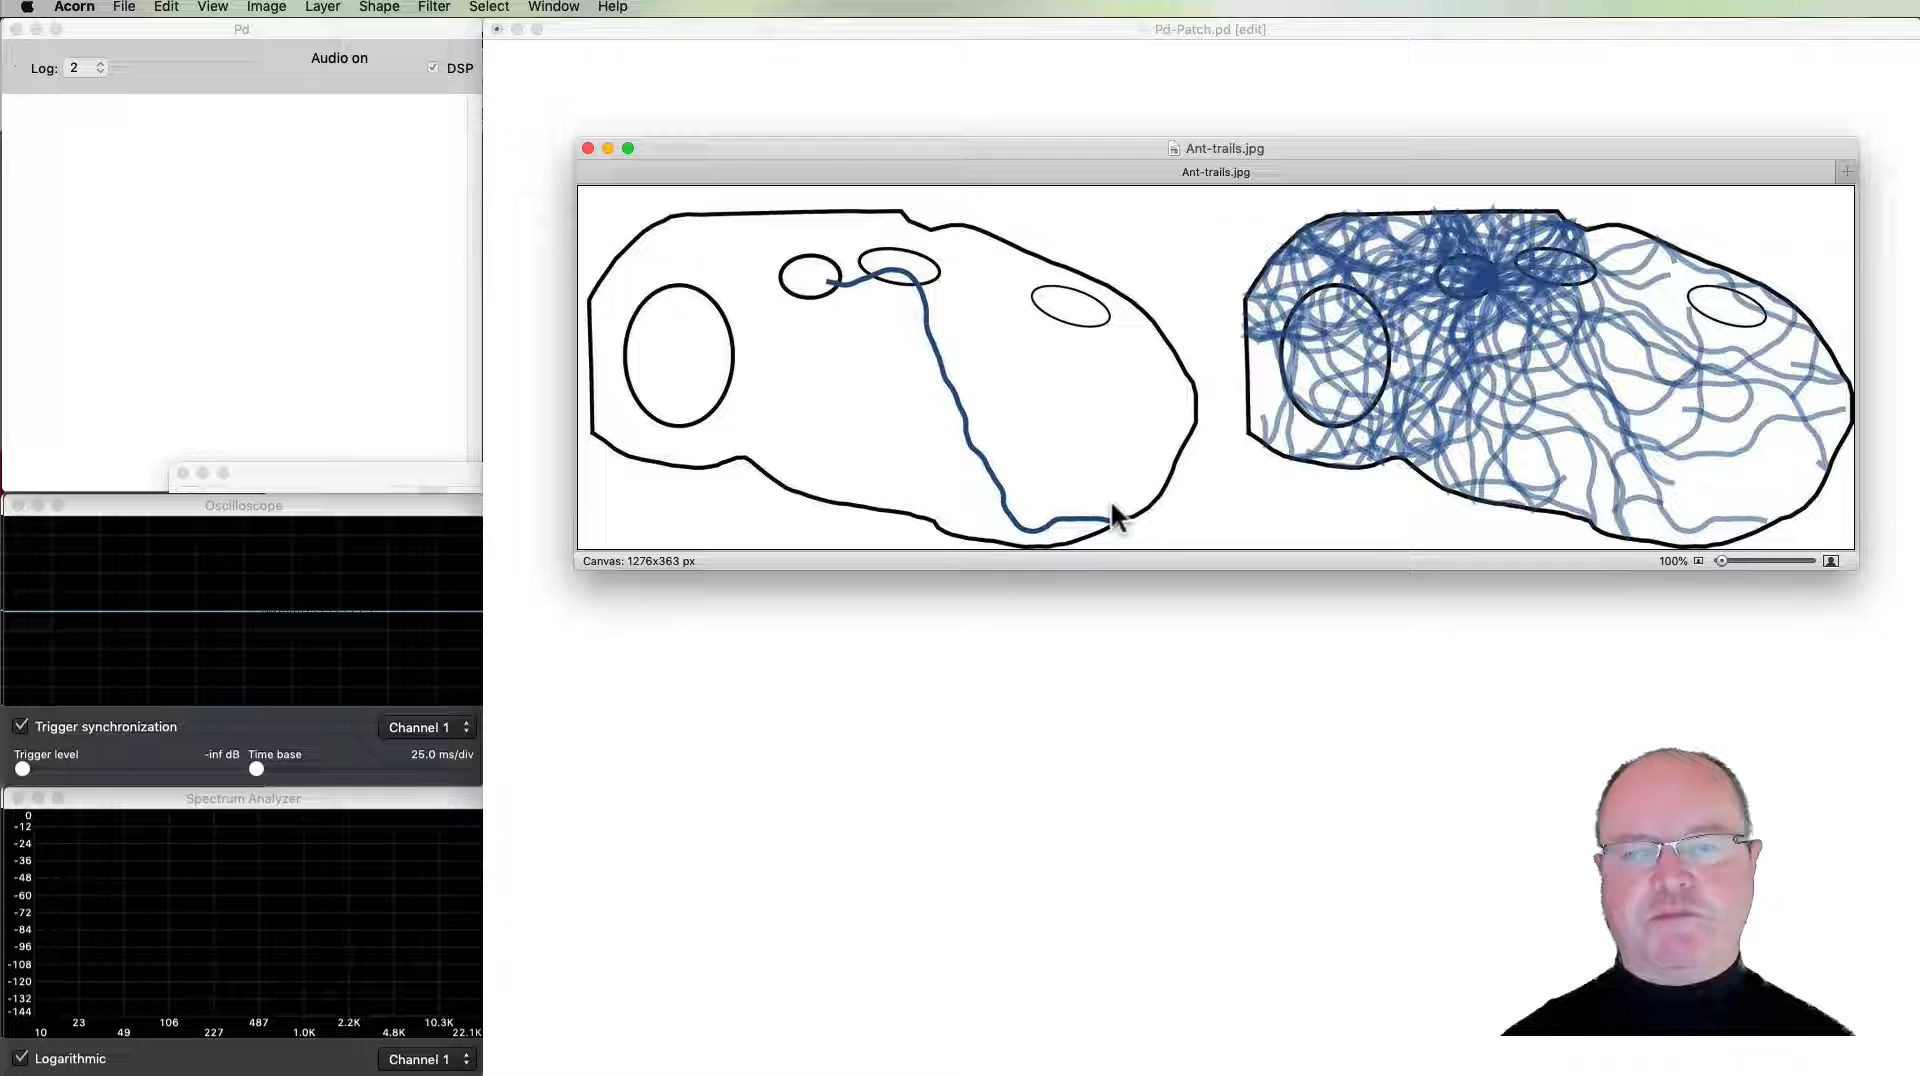 Acorn File Edit View Image Layer Shape Filter Select Window Help
Pd
Pd-Patch.pd [edit]
Log: 2
Audio on
DSP
Ant-trails.jpg
Ant-trails.jpg
Canvas: 1276x363 px
100%
Oscilloscope
Trigger synchronization
Channel 1
Trigger level
-inf dB
Time base
25.0 ms/div
Spectrum Analyzer
0
-12
-24
-36
-48
-60
-72
-84
-96
-108
-120
-132
-144
23 106 487 2.2K 10.3K
10 49 227 1.0K 4.8K 22.1K
Logarithmic
Channel 1